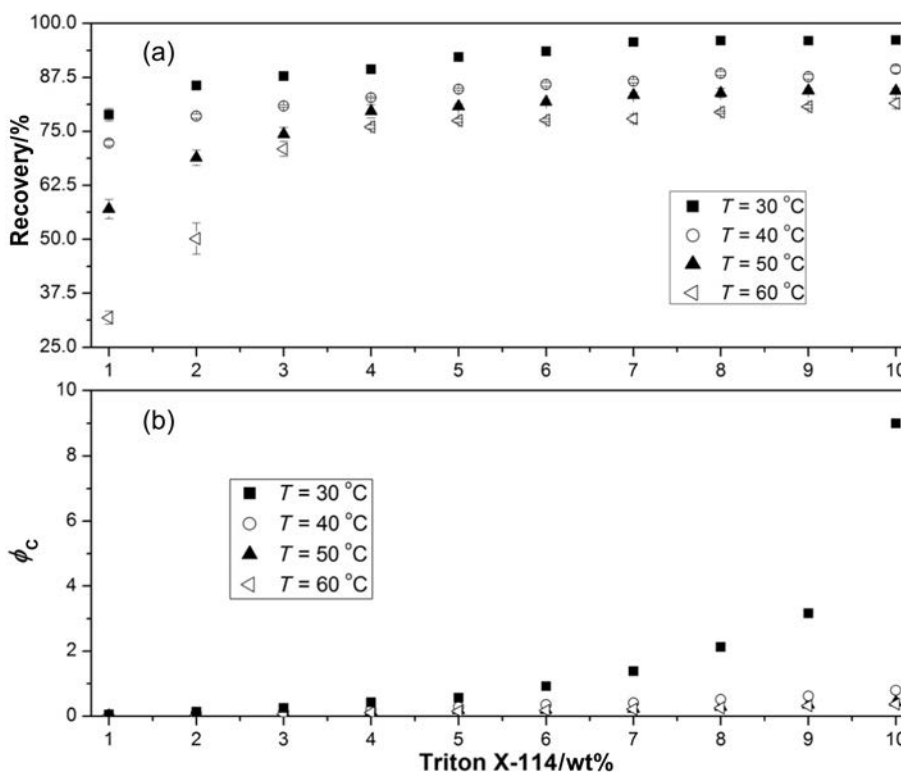 100.0
87.5
75.0
62.5
50.0
37.5
25.0
Recovery/%
(a)
T = 30 °C
T = 40 °C
T = 50 °C
T = 60 °C
1 2 3 4 5 6 7 8 9 10
10
8
6
4
2
0
ϕC
(b)
T = 30 °C
T = 40 °C
T = 50 °C
T = 60 °C
1 2 3 4 5 6 7 8 9 10
Triton X-114/wt%